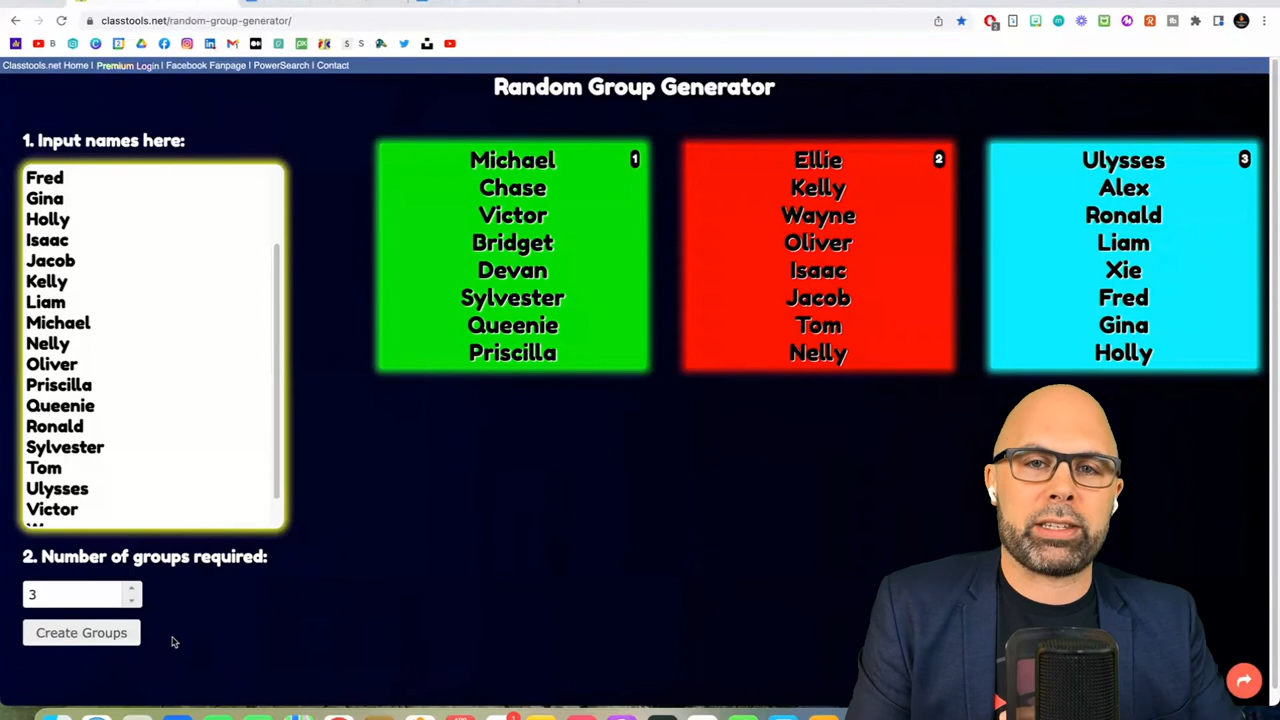 classtools.net/random-group-generator/
Classtools.net Home | Premium Login | Facebook Fanpage | PowerSearch | Contact
Random Group Generator
1. Input names here:
Fred
Gina
Holly
Isaac
Jacob
Kelly
Liam
Michael
Nelly
Oliver
Priscilla
Queenie
Ronald
Sylvester
Tom
Ulysses
Victor
2. Number of groups required:
3
Create Groups
1
Michael
Chase
Victor
Bridget
Devan
Sylvester
Queenie
Priscilla
2
Ellie
Kelly
Wayne
Oliver
Isaac
Jacob
Tom
Nelly
3
Ulysses
Alex
Ronald
Liam
Xie
Fred
Gina
Holly